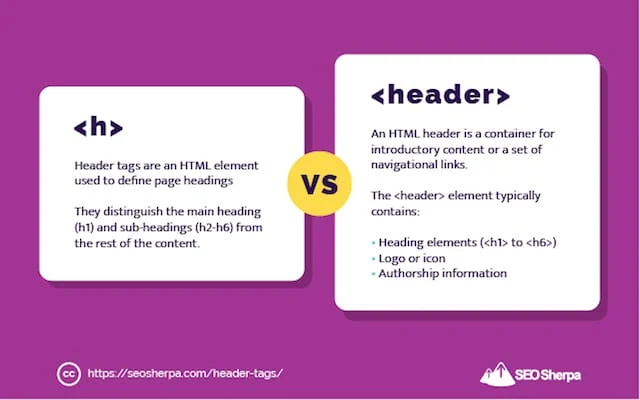 <h>
Header tags are an HTML element
used to define page headings
They distinguish the main heading
(h1) and sub-headings (h2-h6) from
the rest of the content.
VS
<header>
An HTML header is a container for
introductory content or a set of
navigational links.
The <header> element typically
contains:
• Heading elements (<h1> to <h6>)
• Logo or icon
• Authorship information
cc https://seosherpa.com/header-tags/
SEO Sherpa